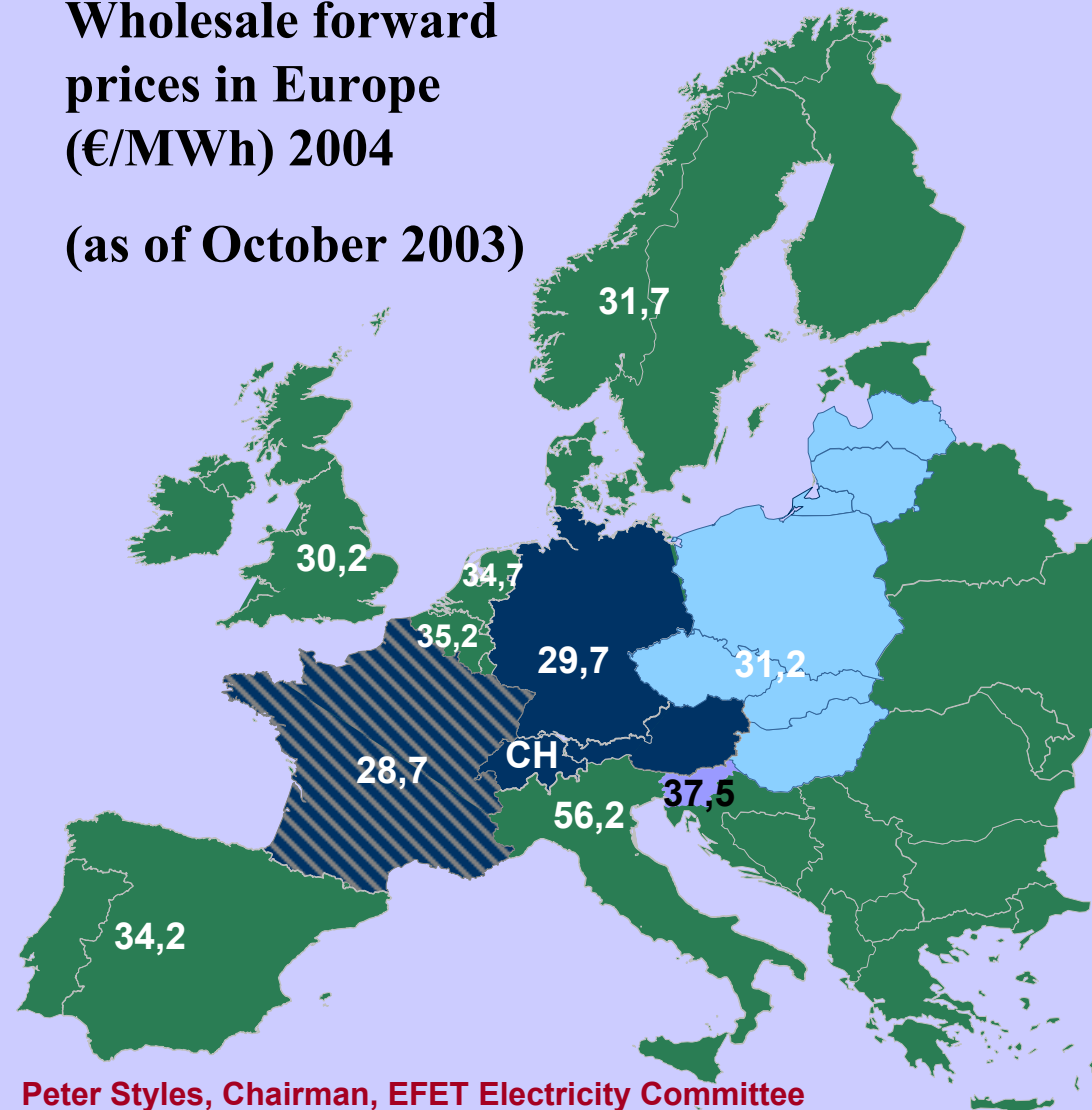 Wholesale forward
prices in Europe
(€/MWh) 2004
(as of October 2003)
31,7
30,2
34,7
35,2
29,7
31,2
CH
28,7
37,5
56,2
34,2
Peter Styles, Chairman, EFET Electricity Committee